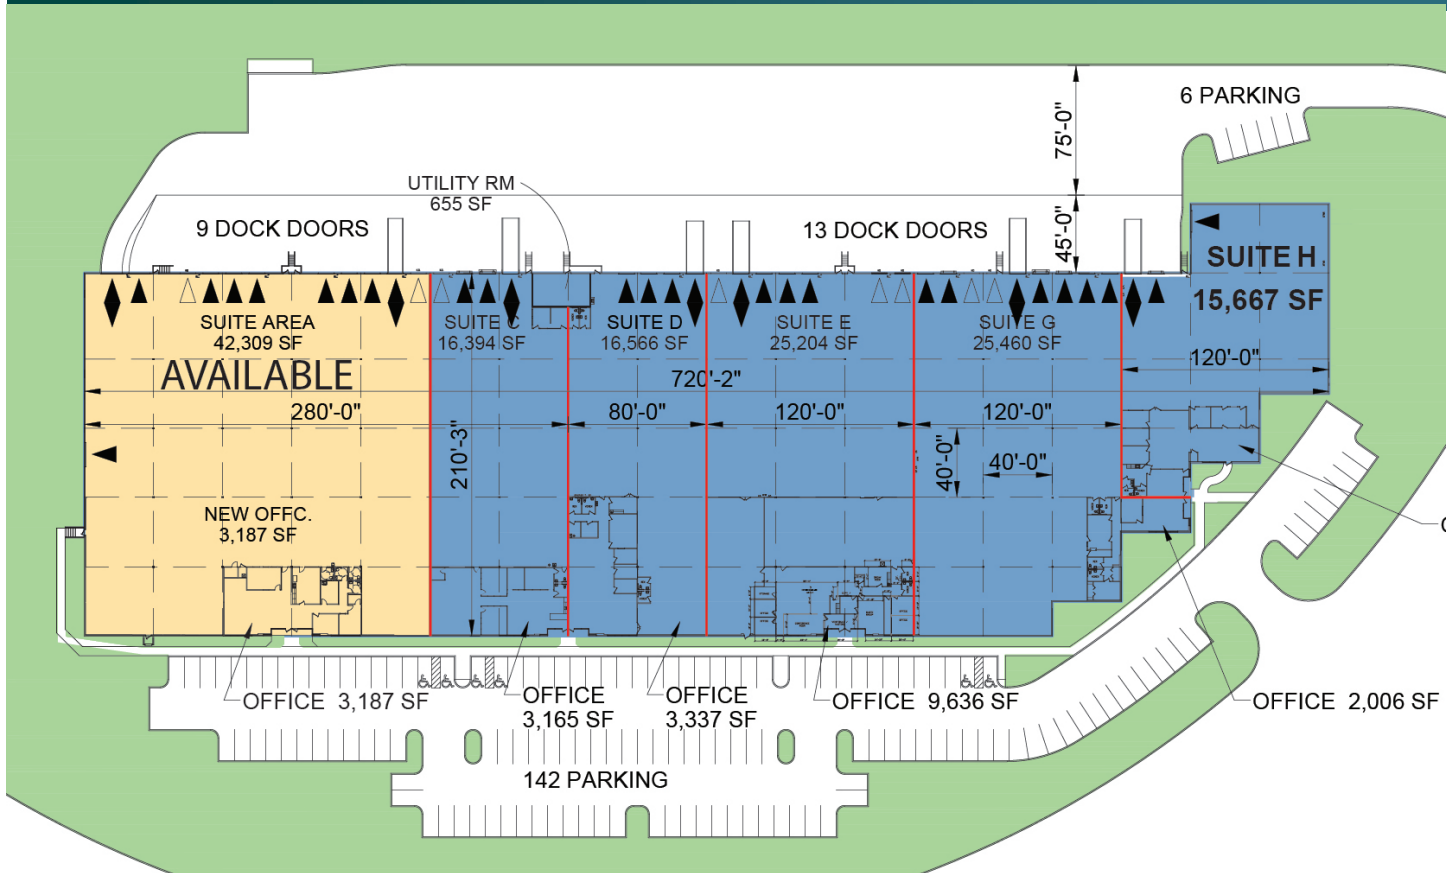 6 PARKING
75'-0"
UTILITY RM
655 SF
9 DOCK DOORS
13 DOCK DOORS
45'-0"
SUITE H
15,667 SF
SUITE AREA
42,309 SF
AVAILABLE
SUITE C
16,394 SF
SUITE D
16,566 SF
SUITE E
25,204 SF
SUITE G
25,460 SF
120'-0"
720'-2"
280'-0"
80'-0"
120'-0"
120'-0"
210'-3"
40'-0"
40'-0"
NEW OFFC.
3,187 SF
OFFICE 3,187 SF
OFFICE
3,165 SF
OFFICE
3,337 SF
OFFICE 9,636 SF
OFFICE 2,006 SF
142 PARKING